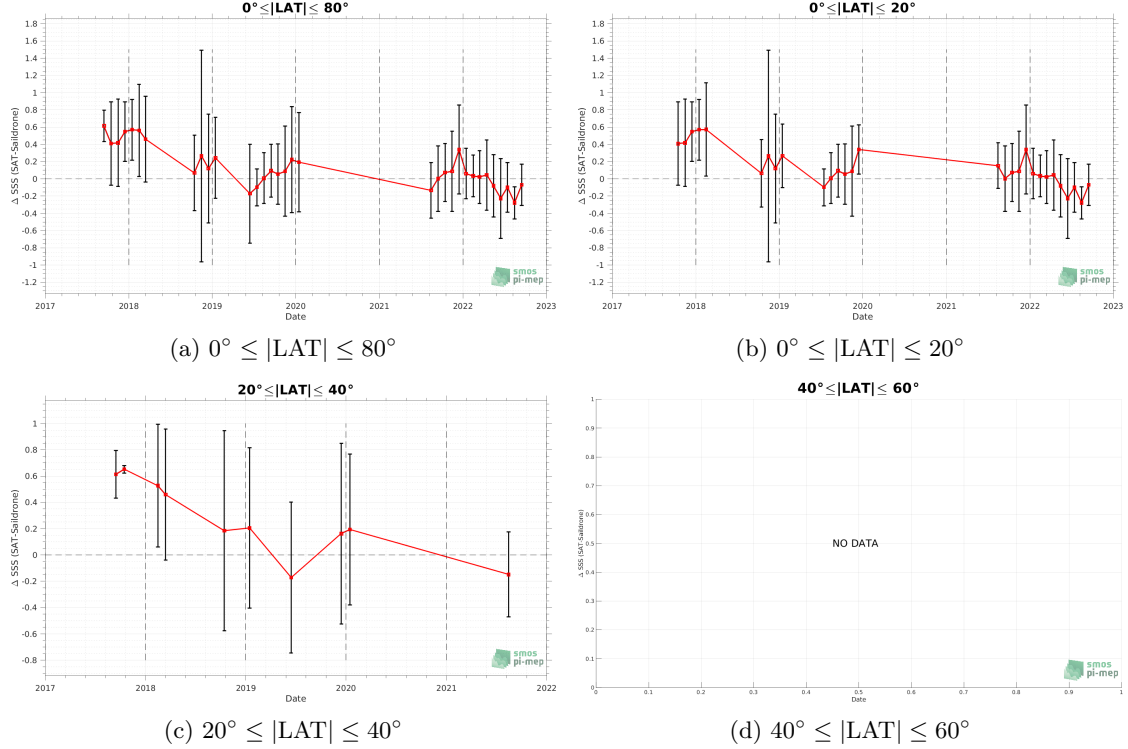 0°≤|LAT|≤ 80°
1.8
1.6
1.4
1.2
1
0.8
0.6
0.4
0.2
0
-0.2
-0.4
-0.6
-0.8
-1
-1.2
Δ SSS (SAT-Saildrone)
2017 2018 2019 2020 2021 2022 2023
Date
smos
pi-mep
(a) 0° ≤ |LAT| ≤ 80°
0°≤|LAT|≤ 20°
1.8
1.6
1.4
1.2
1
0.8
0.6
0.4
0.2
0
-0.2
-0.4
-0.6
-0.8
-1
-1.2
Δ SSS (SAT-Saildrone)
2017 2018 2019 2020 2021 2022 2023
Date
smos
pi-mep
(b) 0° ≤ |LAT| ≤ 20°
20°≤|LAT|≤ 40°
1
0.8
0.6
0.4
0.2
0
-0.2
-0.4
-0.6
-0.8
Δ SSS (SAT-Saildrone)
2017 2018 2019 2020 2021 2022
Date
smos
pi-mep
(c) 20° ≤ |LAT| ≤ 40°
40°≤|LAT|≤ 60°
1
0.9
0.8
0.7
0.6
0.5
0.4
0.3
0.2
0.1
0
Δ SSS (SAT-Saildrone)
NO DATA
0 0.1 0.2 0.3 0.4 0.5 0.6 0.7 0.8 0.9 1
Date
smos
pi-mep
(d) 40° ≤ |LAT| ≤ 60°